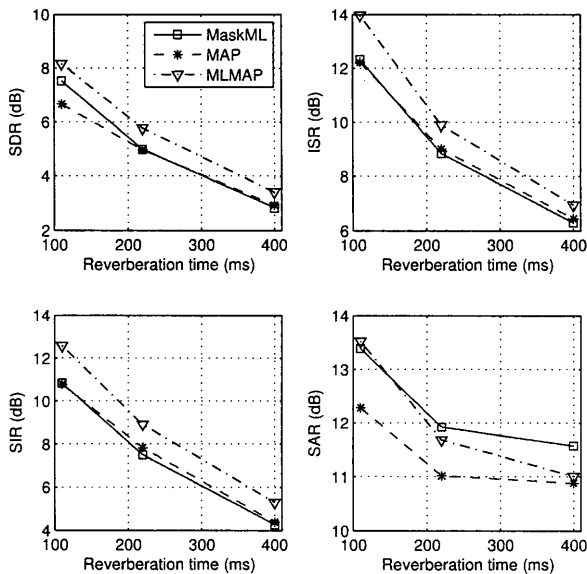 SDR (dB)
8
6
4
2
100 200 300 400
Reverberation time (ms)
MaskML
MAP
MLMAP
ISR (dB)
14
12
10
8
6
100 200 300 400
Reverberation time (ms)
SIR (dB)
14
12
10
8
6
4
100 200 300 400
Reverberation time (ms)
SAR (dB)
14
13
12
11
10
100 200 300 400
Reverberation time (ms)